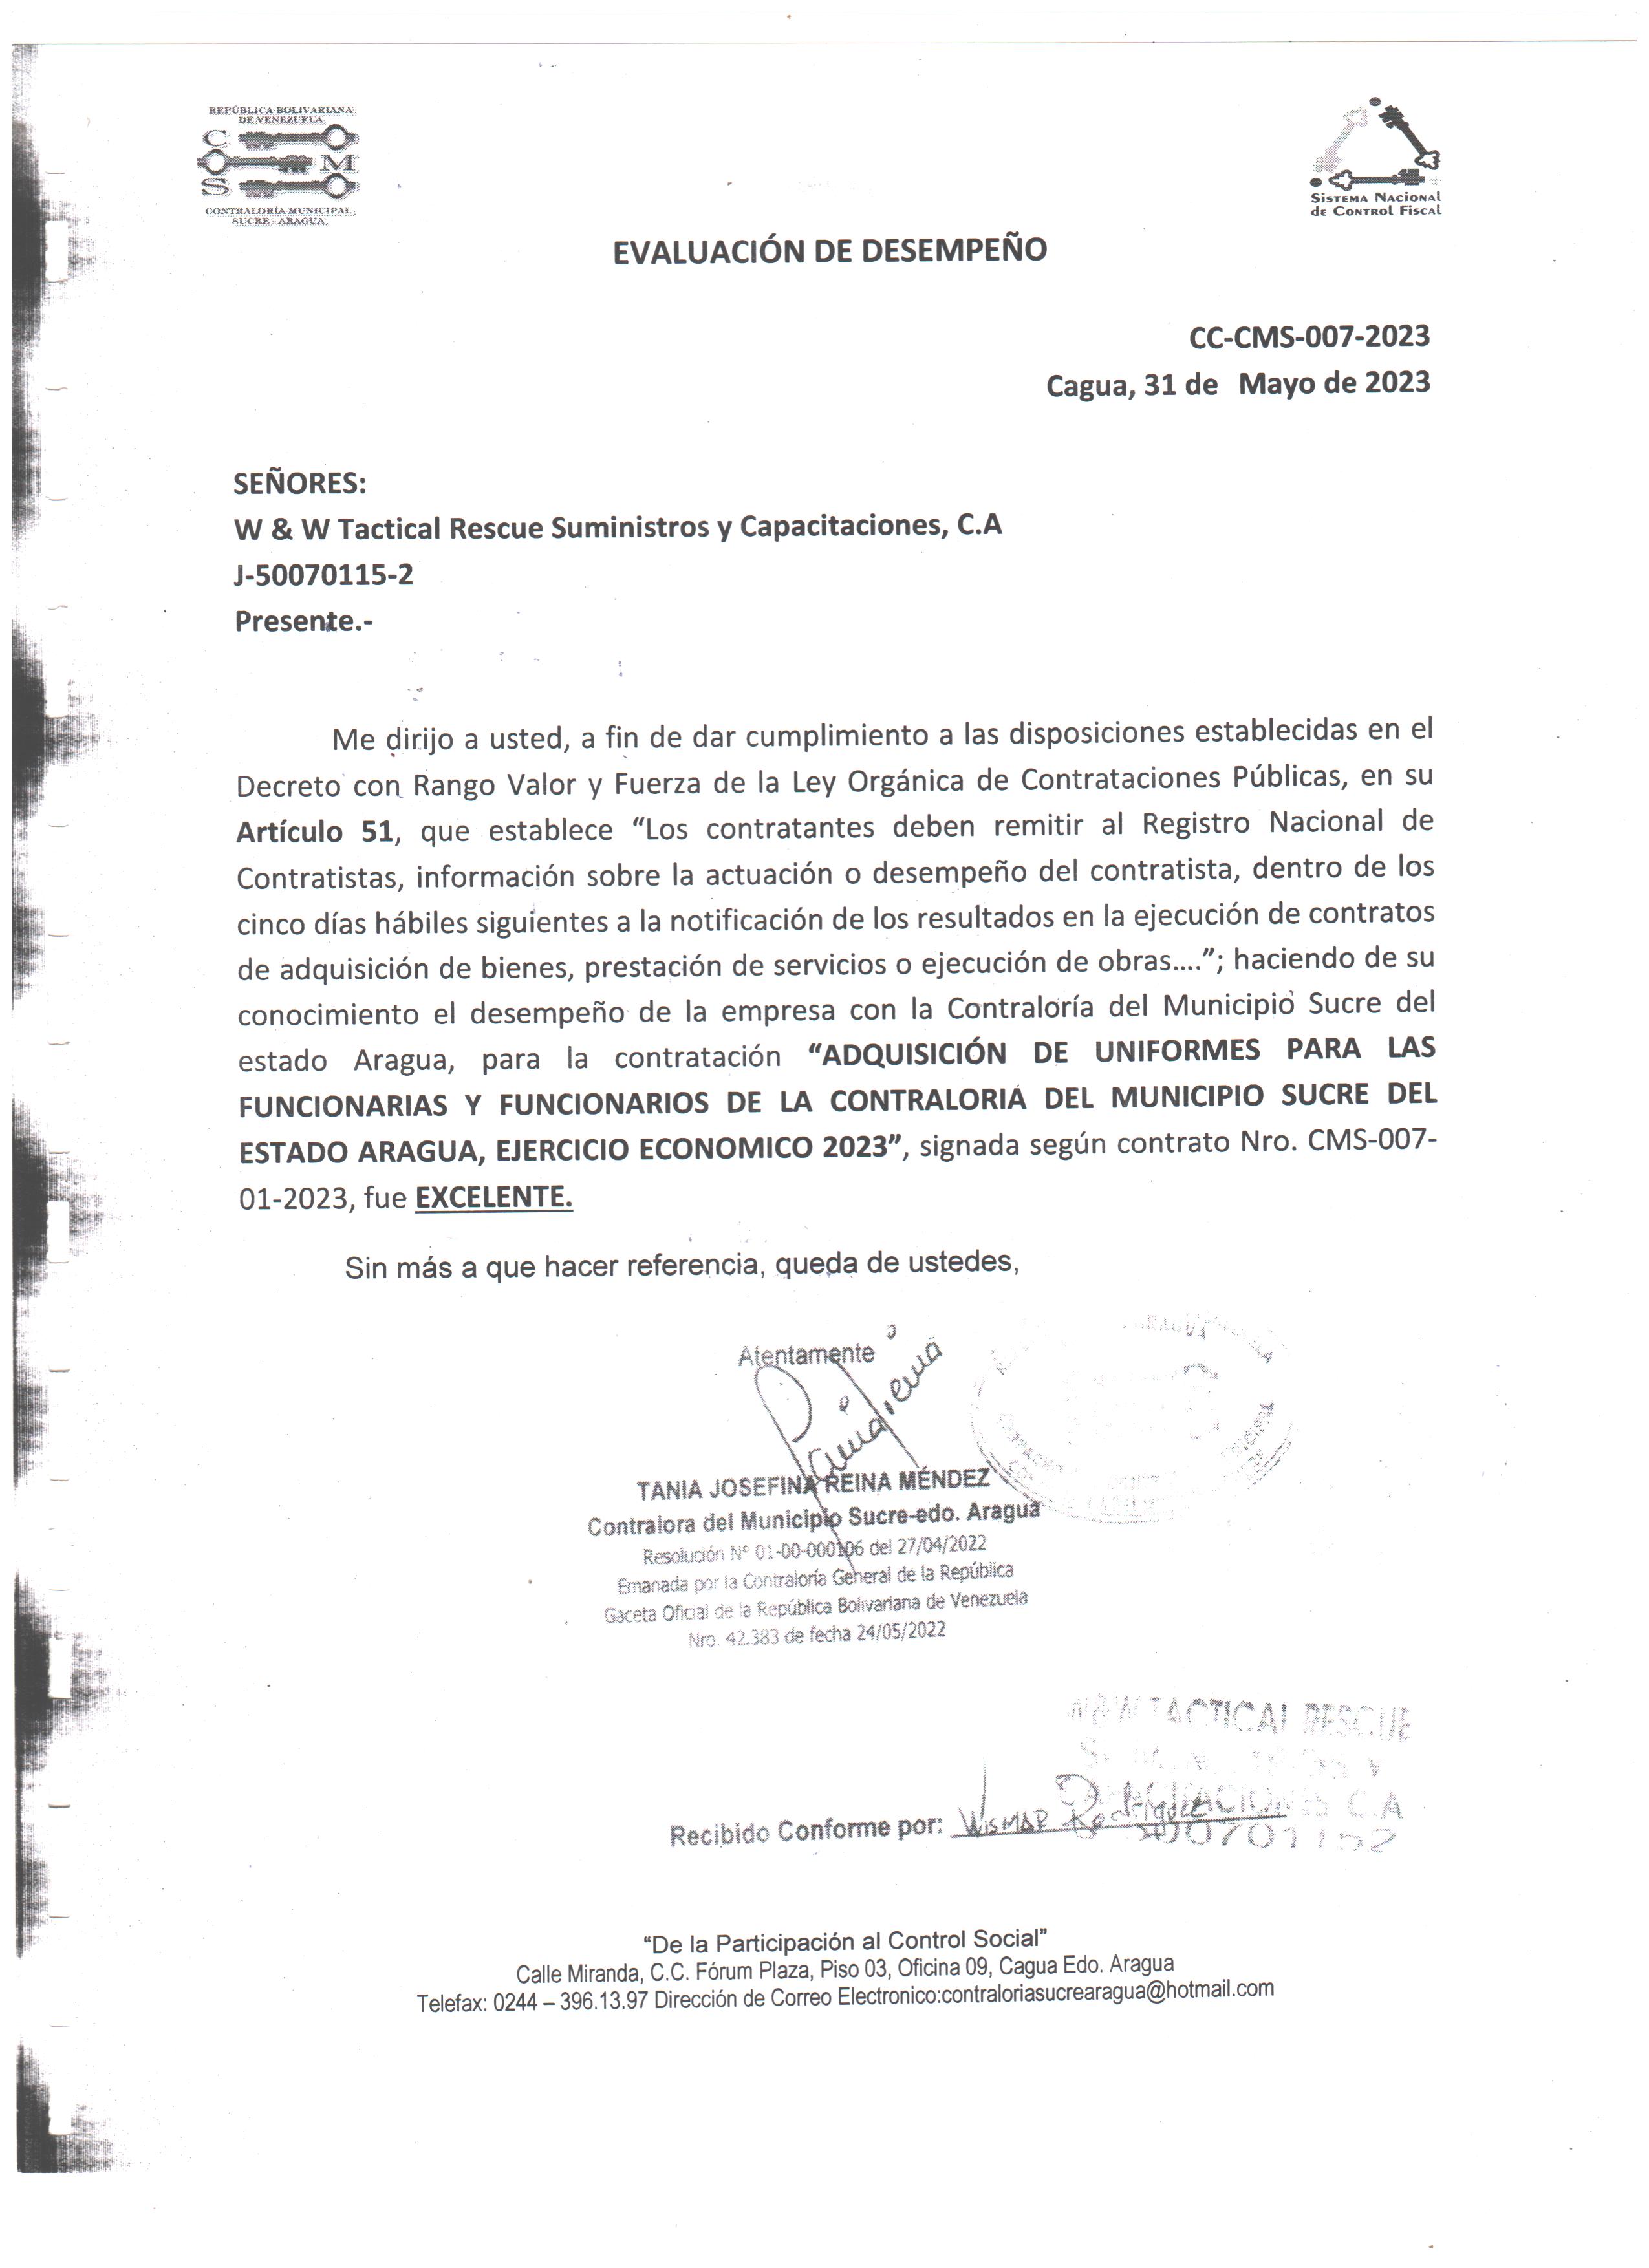 REPÚBLICA BOLIVARIANA
DE VENEZUELA
C
M
S
CONTRALORÍA MUNICIPAL
SUCRE - ARAGUA
SISTEMA NACIONAL
DE CONTROL FISCAL
EVALUACIÓN DE DESEMPEÑO
CC-CMS-007-2023
Cagua, 31 de Mayo de 2023
SEÑORES:
W & W Tactical Rescue Suministros y Capacitaciones, C.A
J-50070115-2
Presente.-
Me dirijo a usted, a fin de dar cumplimiento a las disposiciones establecidas en el
Decreto con Rango Valor y Fuerza de la Ley Orgánica de Contrataciones Públicas, en su
Artículo 51, que establece “Los contratantes deben remitir al Registro Nacional de
Contratistas, información sobre la actuación o desempeño del contratista, dentro de los
cinco días hábiles siguientes a la notificación de los resultados en la ejecución de contratos
de adquisición de bienes, prestación de servicios o ejecución de obras....”; haciendo de su
conocimiento el desempeño de la empresa con la Contraloría del Municipio Sucre del
estado Aragua, para la contratación “ADQUISICIÓN DE UNIFORMES PARA LAS
FUNCIONARIAS Y FUNCIONARIOS DE LA CONTRALORIA DEL MUNICIPIO SUCRE DEL
ESTADO ARAGUA, EJERCICIO ECONOMICO 2023”, signada según contrato Nro. CMS-007-
01-2023, fue EXCELENTE.
Sin más a que hacer referencia, queda de ustedes,
Atentamente
TANIA JOSEFINA REINA MÉNDEZ
Contralora del Municipio Sucre-edo. Aragua
Resolución N° 01-00-000106 del 27/04/2022
Emanada por la Contraloría General de la República
Gaceta Oficial de la República Bolivariana de Venezuela
Nro. 42.383 de fecha 24/05/2022
W&W TACTICAL RESCUE
CAPACITACIONES C.A
500701152
Recibido Conforme por: Wismar Rodriguez
“De la Participación al Control Social”
Calle Miranda, C.C. Fórum Plaza, Piso 03, Oficina 09, Cagua Edo. Aragua
Telefax: 0244 – 396.13.97 Dirección de Correo Electronico:contraloriasucrearagua@hotmail.com